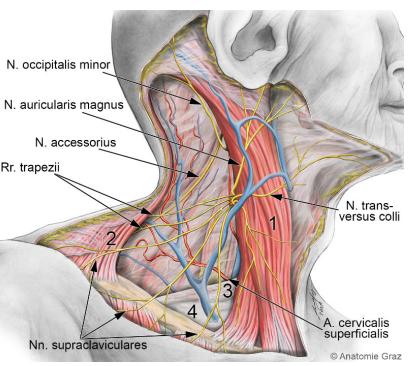 N. occipitalis minor
N. auricularis magnus
N. accessorius
Rr. trapezii
N. trans-
versus colli
2
1
3
4
A. cervicalis
superficialis
Nn. supraclaviculares
© Anatomie Graz